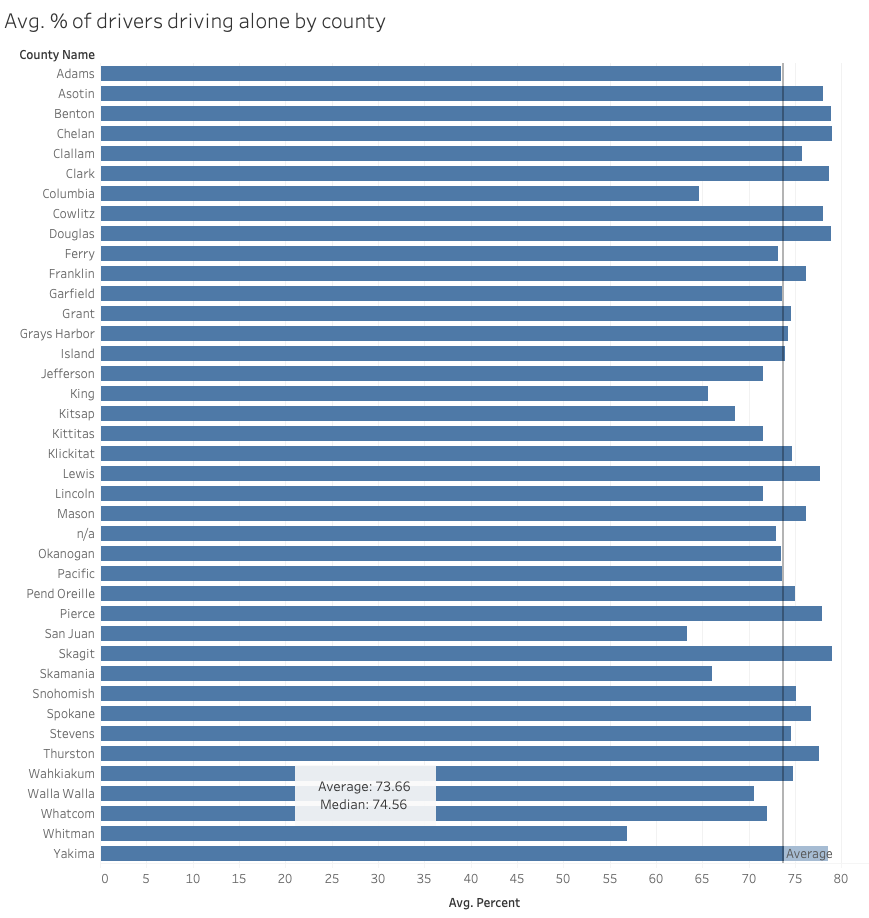 Avg. % of drivers driving alone by county
County Name
Adams
Asotin
Benton
Chelan
Clallam
Clark
Columbia
Cowlitz
Douglas
Ferry
Franklin
Garfield
Grant
Grays Harbor
Island
Jefferson
King
Kitsap
Kittitas
Klickitat
Lewis
Lincoln
Mason
n/a
Okanogan
Pacific
Pend Oreille
Pierce
San Juan
Skagit
Skamania
Snohomish
Spokane
Stevens
Thurston
Wahkiakum
Average: 73.66
Walla Walla
Median: 74.56
Whatcom
Whitman
Yakima Average
0 5 10 15 20 25 30 35 40 45 50 55 60 65 70 75 80
Avg. Percent